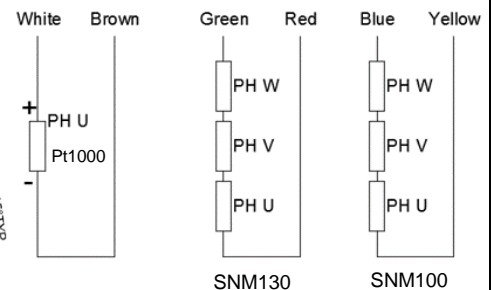 White Brown Green Red Blue Yellow
+ PH U Pt1000 -
PH W PH V PH U
SNM130
PH W PH V PH U
SNM100